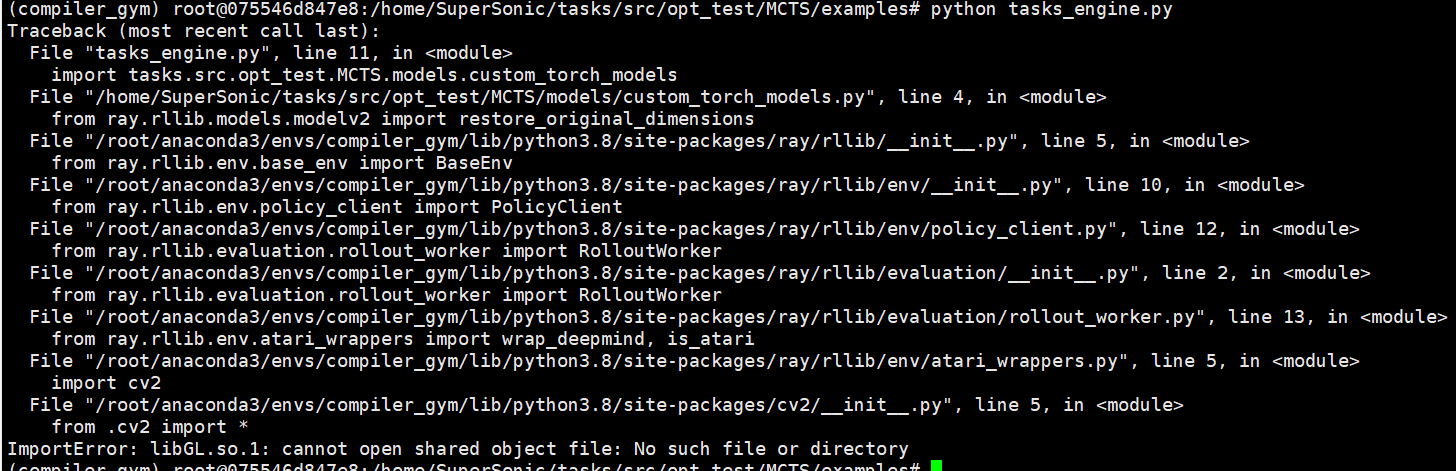 (compiler_gym) root@075546d847e8:/home/SuperSonic/tasks/src/opt_test/MCTS/examples# python tasks_engine.py
Traceback (most recent call last):
  File "tasks_engine.py", line 11, in <module>
    import tasks.src.opt_test.MCTS.models.custom_torch_models
  File "/home/SuperSonic/tasks/src/opt_test/MCTS/models/custom_torch_models.py", line 4, in <module>
    from ray.rllib.models.modelv2 import restore_original_dimensions
  File "/root/anaconda3/envs/compiler_gym/lib/python3.8/site-packages/ray/rllib/__init__.py", line 5, in <module>
    from ray.rllib.env.base_env import BaseEnv
  File "/root/anaconda3/envs/compiler_gym/lib/python3.8/site-packages/ray/rllib/env/__init__.py", line 10, in <module>
    from ray.rllib.env.policy_client import PolicyClient
  File "/root/anaconda3/envs/compiler_gym/lib/python3.8/site-packages/ray/rllib/env/policy_client.py", line 12, in <module>
    from ray.rllib.evaluation.rollout_worker import RolloutWorker
  File "/root/anaconda3/envs/compiler_gym/lib/python3.8/site-packages/ray/rllib/evaluation/__init__.py", line 2, in <module>
    from ray.rllib.evaluation.rollout_worker import RolloutWorker
  File "/root/anaconda3/envs/compiler_gym/lib/python3.8/site-packages/ray/rllib/evaluation/rollout_worker.py", line 13, in <module>
    from ray.rllib.env.atari_wrappers import wrap_deepmind, is_atari
  File "/root/anaconda3/envs/compiler_gym/lib/python3.8/site-packages/ray/rllib/env/atari_wrappers.py", line 5, in <module>
    import cv2
  File "/root/anaconda3/envs/compiler_gym/lib/python3.8/site-packages/cv2/__init__.py", line 5, in <module>
    from .cv2 import *
ImportError: libGL.so.1: cannot open shared object file: No such file or directory
(compiler_gym) root@075546d847e8:/home/SuperSonic/tasks/src/opt_test/MCTS/examples#